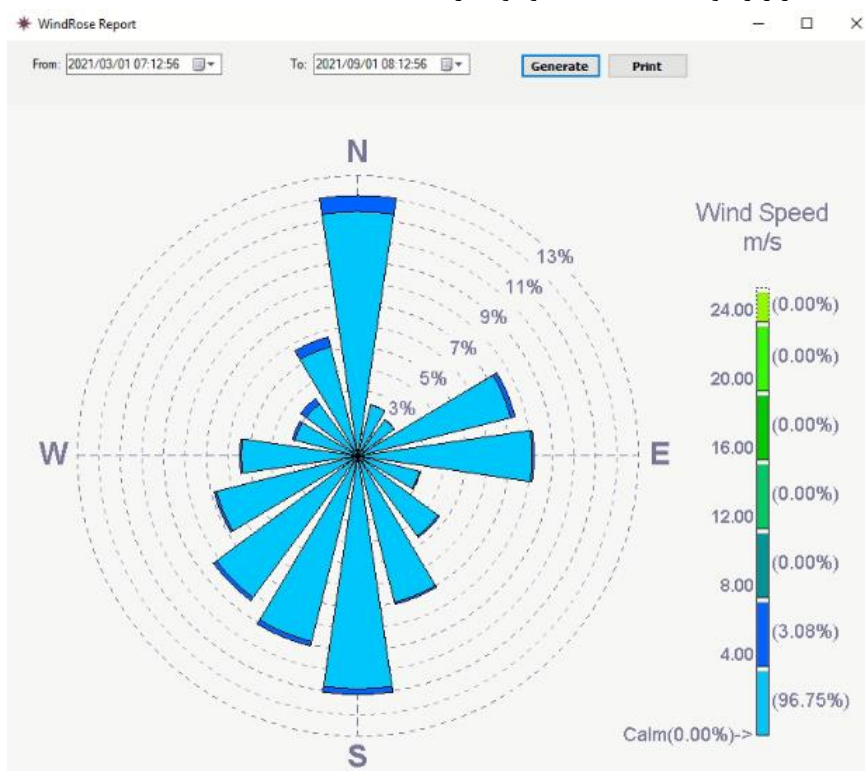 WindRose Report
From: 2021/03/01 07:12:56
To: 2021/09/01 08:12:56
Generate
Print
N
Wind Speed
m/s
13%
11%
9%
7%
5%
3%
W
E
S
24.00 (0.00%)
(0.00%)
20.00
(0.00%)
16.00
(0.00%)
12.00
(0.00%)
8.00
(3.08%)
4.00
(96.75%)
Calm(0.00%)->